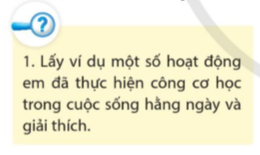 ?
1. Lấy ví dụ một số hoạt động
em đã thực hiện công cơ học
trong cuộc sống hằng ngày và
giải thích.